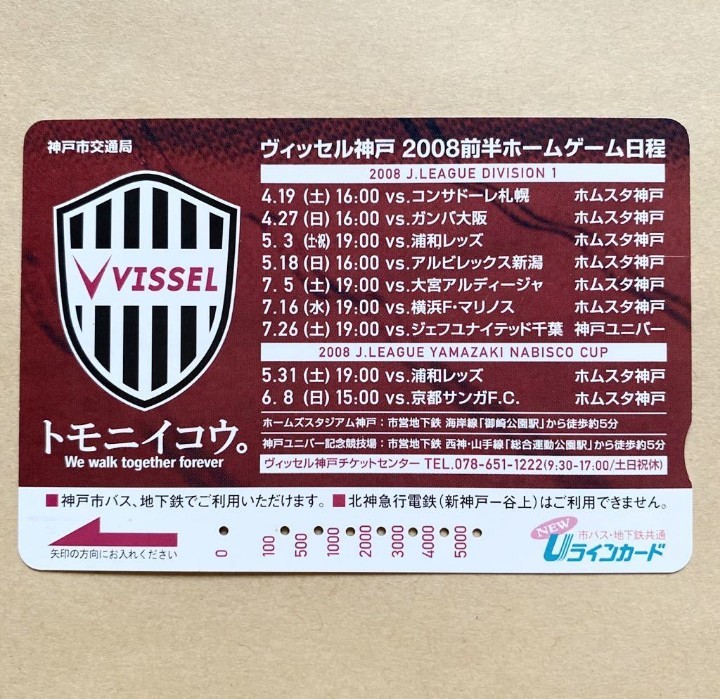 神戸市交通局
ヴィッセル神戸 2008前半ホームゲーム日程
2008 J.LEAGUE DIVISION 1
4.19 (土) 16:00 vs.コンサドーレ札幌 ホムスタ神戸
4.27 (日) 16:00 vs.ガンバ大阪 ホムスタ神戸
5. 3 (土祝) 19:00 vs.浦和レッズ ホムスタ神戸
5.18 (日) 16:00 vs.アルビレックス新潟 ホムスタ神戸
7. 5 (土) 19:00 vs.大宮アルディージャ ホムスタ神戸
7.16 (水) 19:00 vs.横浜F・マリノス ホムスタ神戸
7.26 (土) 19:00 vs.ジェフユナイテッド千葉 神戸ユニバー
2008 J.LEAGUE YAMAZAKI NABISCO CUP
5.31 (土) 19:00 vs.浦和レッズ ホムスタ神戸
6. 8 (日) 15:00 vs.京都サンガF.C. ホムスタ神戸
ホームズスタジアム神戸：市営地下鉄 海岸線「御崎公園駅」から徒歩約5分
神戸ユニバー記念競技場：市営地下鉄 西神・山手線「総合運動公園駅」から徒歩約5分
ヴィッセル神戸チケットセンター TEL.078-651-1222(9:30-17:00/土日祝休)
VISSEL
トモニイコウ。
We walk together forever
■神戸市バス、地下鉄でご利用いただけます。 ■北神急行電鉄(新神戸ー谷上)はご利用できません。
矢印の方向にお入れください
0 100 500 1000 2000 3000 4000 5000
NEW
市バス・地下鉄共通
Uラインカード